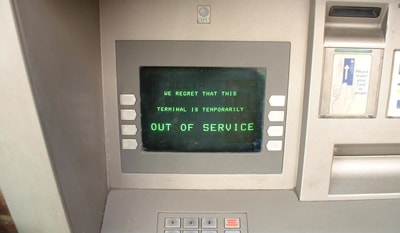 WE REGRET THAT THIS
TERMINAL IS TEMPORARILY
OUT OF SERVICE